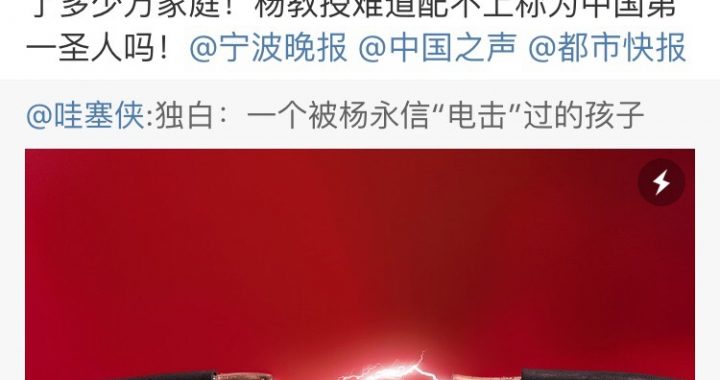 了多少万家庭！杨教授难道配不上称为中国第
一圣人吗！@宁波晚报 @中国之声 @都市快报
@哇塞侠:独白：一个被杨永信“电击”过的孩子